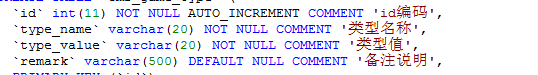 `id` int(11) NOT NULL AUTO_INCREMENT COMMENT 'id编码',
`type_name` varchar(20) NOT NULL COMMENT '类型名称',
`type_value` varchar(20) NOT NULL COMMENT '类型值',
`remark` varchar(500) DEFAULT NULL COMMENT '备注说明',